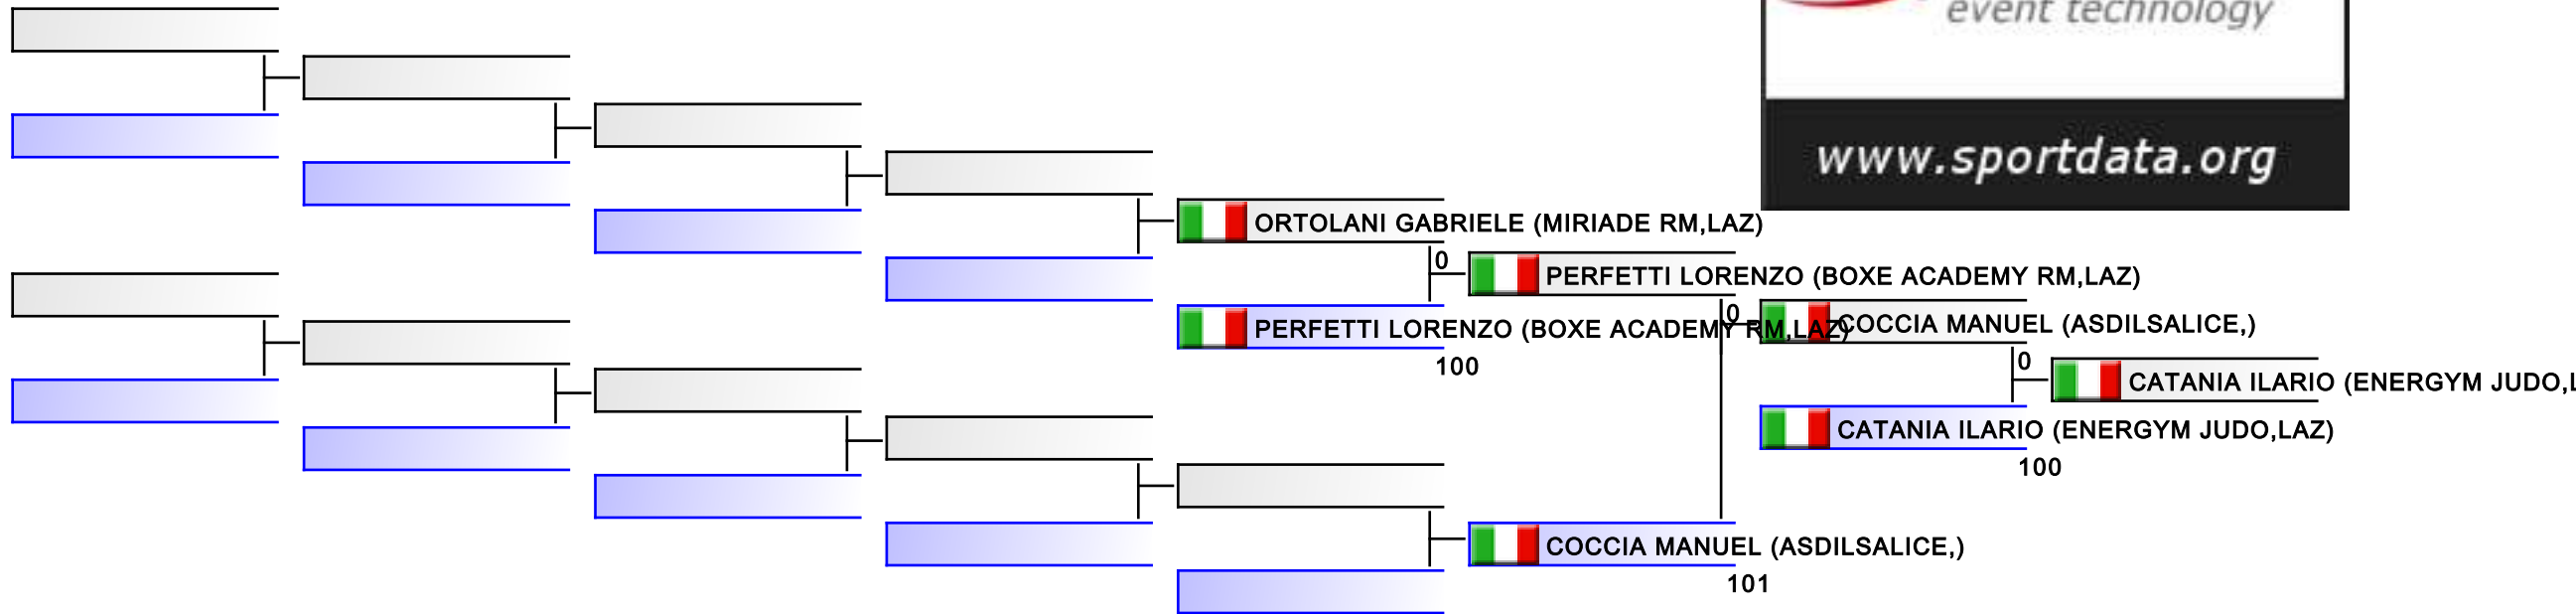 event technology
www.sportdata.org
ORTOLANI GABRIELE (MIRIADE RM,LAZ)
0
PERFETTI LORENZO (BOXE ACADEMY RM,LAZ)
PERFETTI LORENZO (BOXE ACADEMY RM,LAZ)
100
0
COCCIA MANUEL (ASDILSALICE,)
0
CATANIA ILARIO (ENERGYM JUDO,L
CATANIA ILARIO (ENERGYM JUDO,LAZ)
100
COCCIA MANUEL (ASDILSALICE,)
101